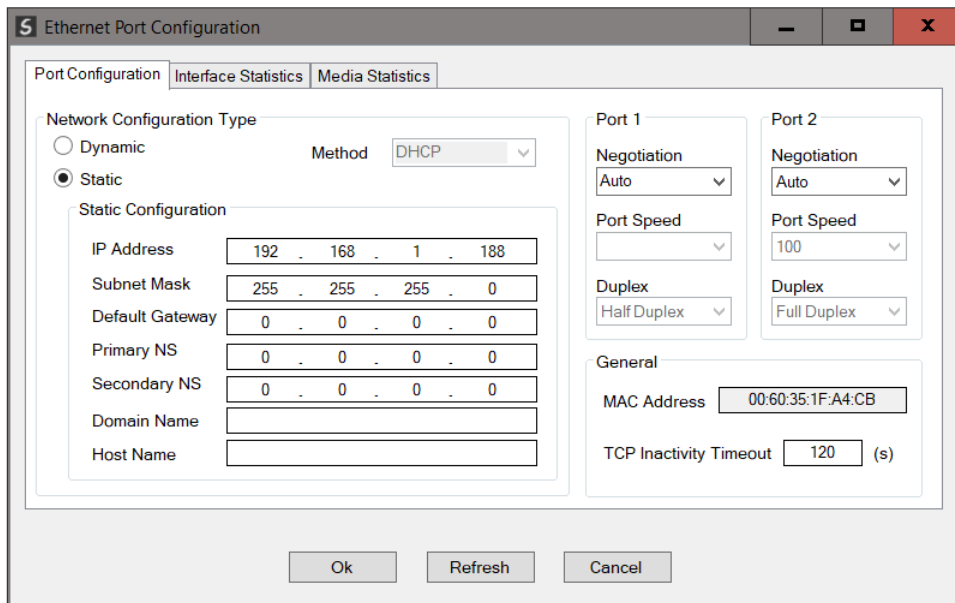 S Ethernet Port Configuration
Port Configuration Interface Statistics Media Statistics
Network Configuration Type
Dynamic
Method DHCP
Static
Static Configuration
IP Address 192 . 168 . 1 . 188
Subnet Mask 255 . 255 . 255 . 0
Default Gateway 0 . 0 . 0 . 0
Primary NS 0 . 0 . 0 . 0
Secondary NS 0 . 0 . 0 . 0
Domain Name
Host Name
Port 1
Negotiation
Auto
Port Speed
Duplex
Half Duplex
Port 2
Negotiation
Auto
Port Speed
100
Duplex
Full Duplex
General
MAC Address 00:60:35:1F:A4:CB
TCP Inactivity Timeout 120 (s)
Ok Refresh Cancel